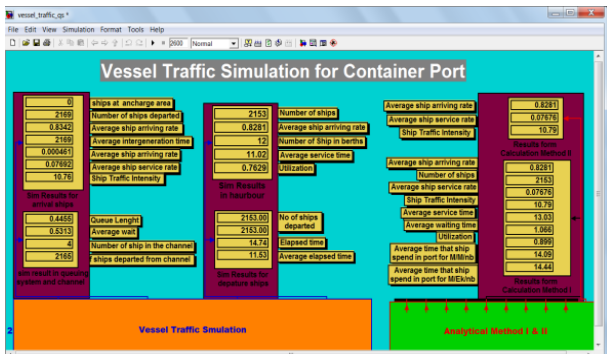 vessel_traffic_qs *
File Edit View Simulation Format Tools Help
2600 Normal
Vessel Traffic Simulation for Container Port
0 ships at ancharge area
2169 Number of ships departed
0.8342 Average ship arriving rate
2169 Average intergeneration time
0.000461 Average ship arriving rate
0.07692 Average ship service rate
10.76 Ship Traffic Intensity
Sim Results for
arrival ships
0.4455 Queue Lenght
0.5313 Average wait
4 Number of ship in the channel
2165 f ships departed from channel
sim result in queuing
system and channel
2153 Number of ships
0.8281 Average ship arriving rate
12 Number of Ship in berths
11.02 Average service time
0.7629 Utilization
Sim Results
in hourbour
2153.00 No of ships
departed
2153.00
14.74 Elapsed time
11.53 Average elapsed time
Sim Results for
depature ships
Average ship arriving rate 0.8281
Average ship service rate 0.07676
Ship Traffic Intensity 10.79
Results form
Calculation Method II
Average ship arriving rate 0.8281
Number of ships 2153
Average ship service rate 0.07676
Ship Traffic Intensity 10.79
Average service time 13.03
Average waiting time 1.066
Utilization 0.899
Average time that ship
spend in port for M/M/nb 14.09
Average time that ship
spend in port for M/Ek/nb 14.44
Results form
Calculation Method I
2
Vessel Traffic Smulation
Analytical Method I & II